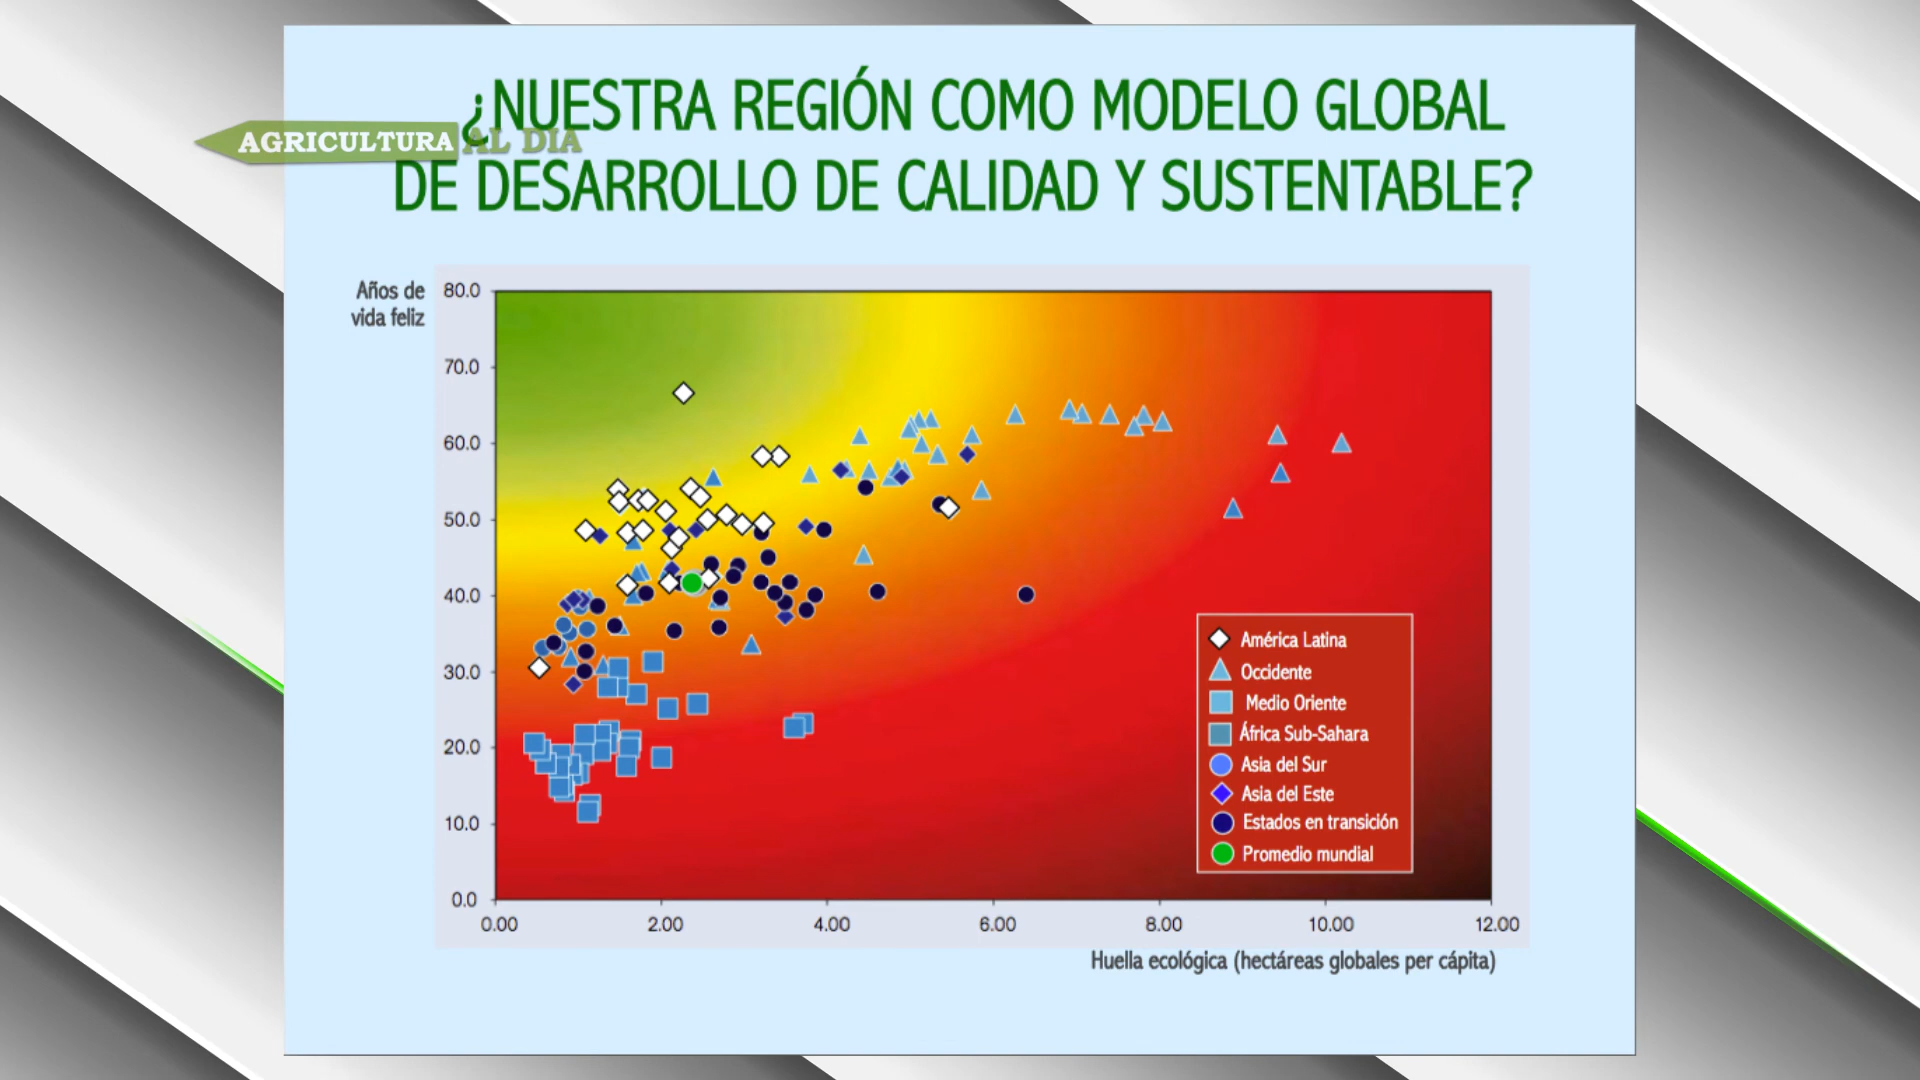 ¿NUESTRA REGIÓN COMO MODELO GLOBAL
AGRICULTURA AL DIA
DE DESARROLLO DE CALIDAD Y SUSTENTABLE?
Años de
vida feliz
80.0
70.0
60.0
50.0
40.0
30.0
20.0
10.0
0.0
América Latina
Occidente
Medio Oriente
África Sub-Sahara
Asia del Sur
Asia del Este
Estados en transición
Promedio mundial
0.00 2.00 4.00 6.00 8.00 10.00 12.00
Huella ecológica (hectáreas globales per cápita)